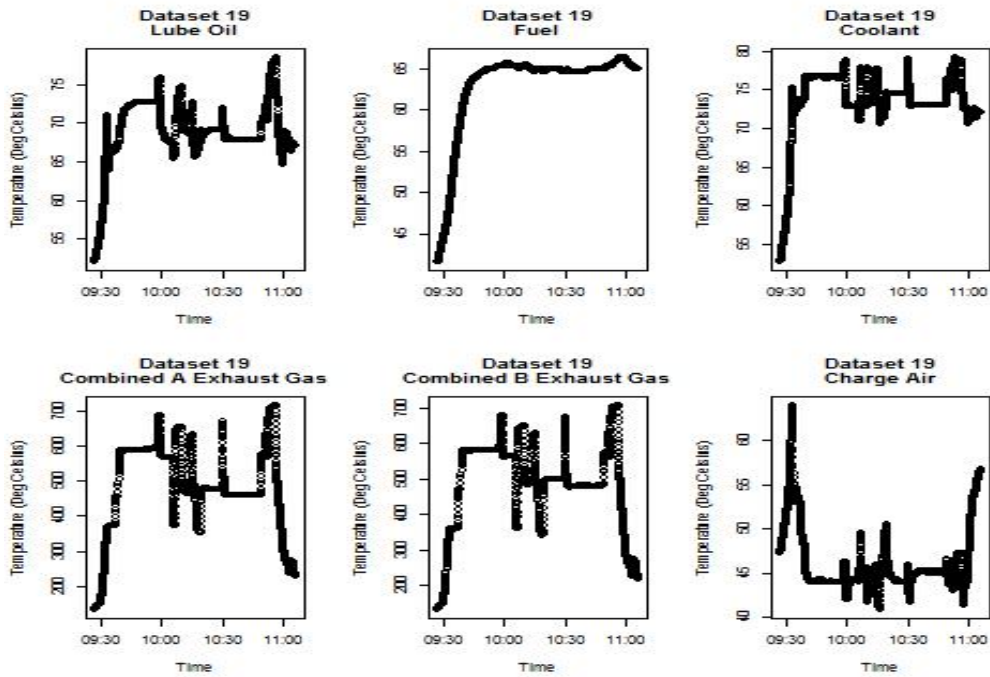 Dataset 19
Lube Oil
Temperature (DegCelsius)
75
70
65
60
55
09:30 10:00 10:30 11:00
Time
Dataset 19
Fuel
Temperature (DegCelsius)
65
60
55
50
45
09:30 10:00 10:30 11:00
Time
Dataset 19
Coolant
Temperature (DegCelsius)
80
75
70
65
60
55
09:30 10:00 10:30 11:00
Time
Dataset 19
Combined A Exhaust Gas
Temperature (DegCelsius)
700
600
500
400
300
200
09:30 10:00 10:30 11:00
Time
Dataset 19
Combined B Exhaust Gas
Temperature (DegCelsius)
700
600
500
400
300
200
09:30 10:00 10:30 11:00
Time
Dataset 19
Charge Air
Temperature (DegCelsius)
60
55
50
45
40
09:30 10:00 10:30 11:00
Time